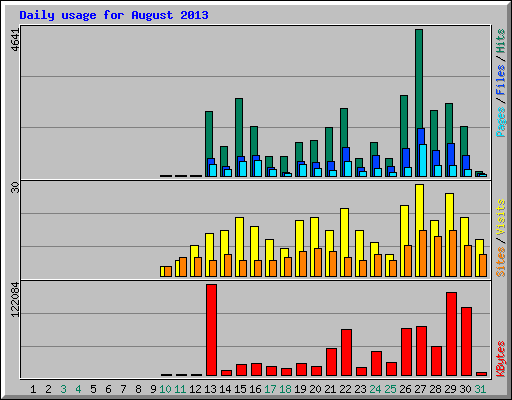 Daily usage for August 2013
4641
Pages/Files/Hits
30
Sites/Visits
122084
KBytes
1 2 3 4 5 6 7 8 9 10 11 12 13 14 15 16 17 18 19 20 21 22 23 24 25 26 27 28 29 30 31